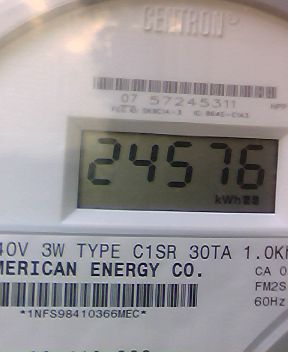 CENTRON
07 57245311
24576
kWh
40V 3W TYPE C1SR 30TA 1.0K
MERICAN ENERGY CO.
CA 0
FM2S
60Hz
*1NFS98410366MEC*